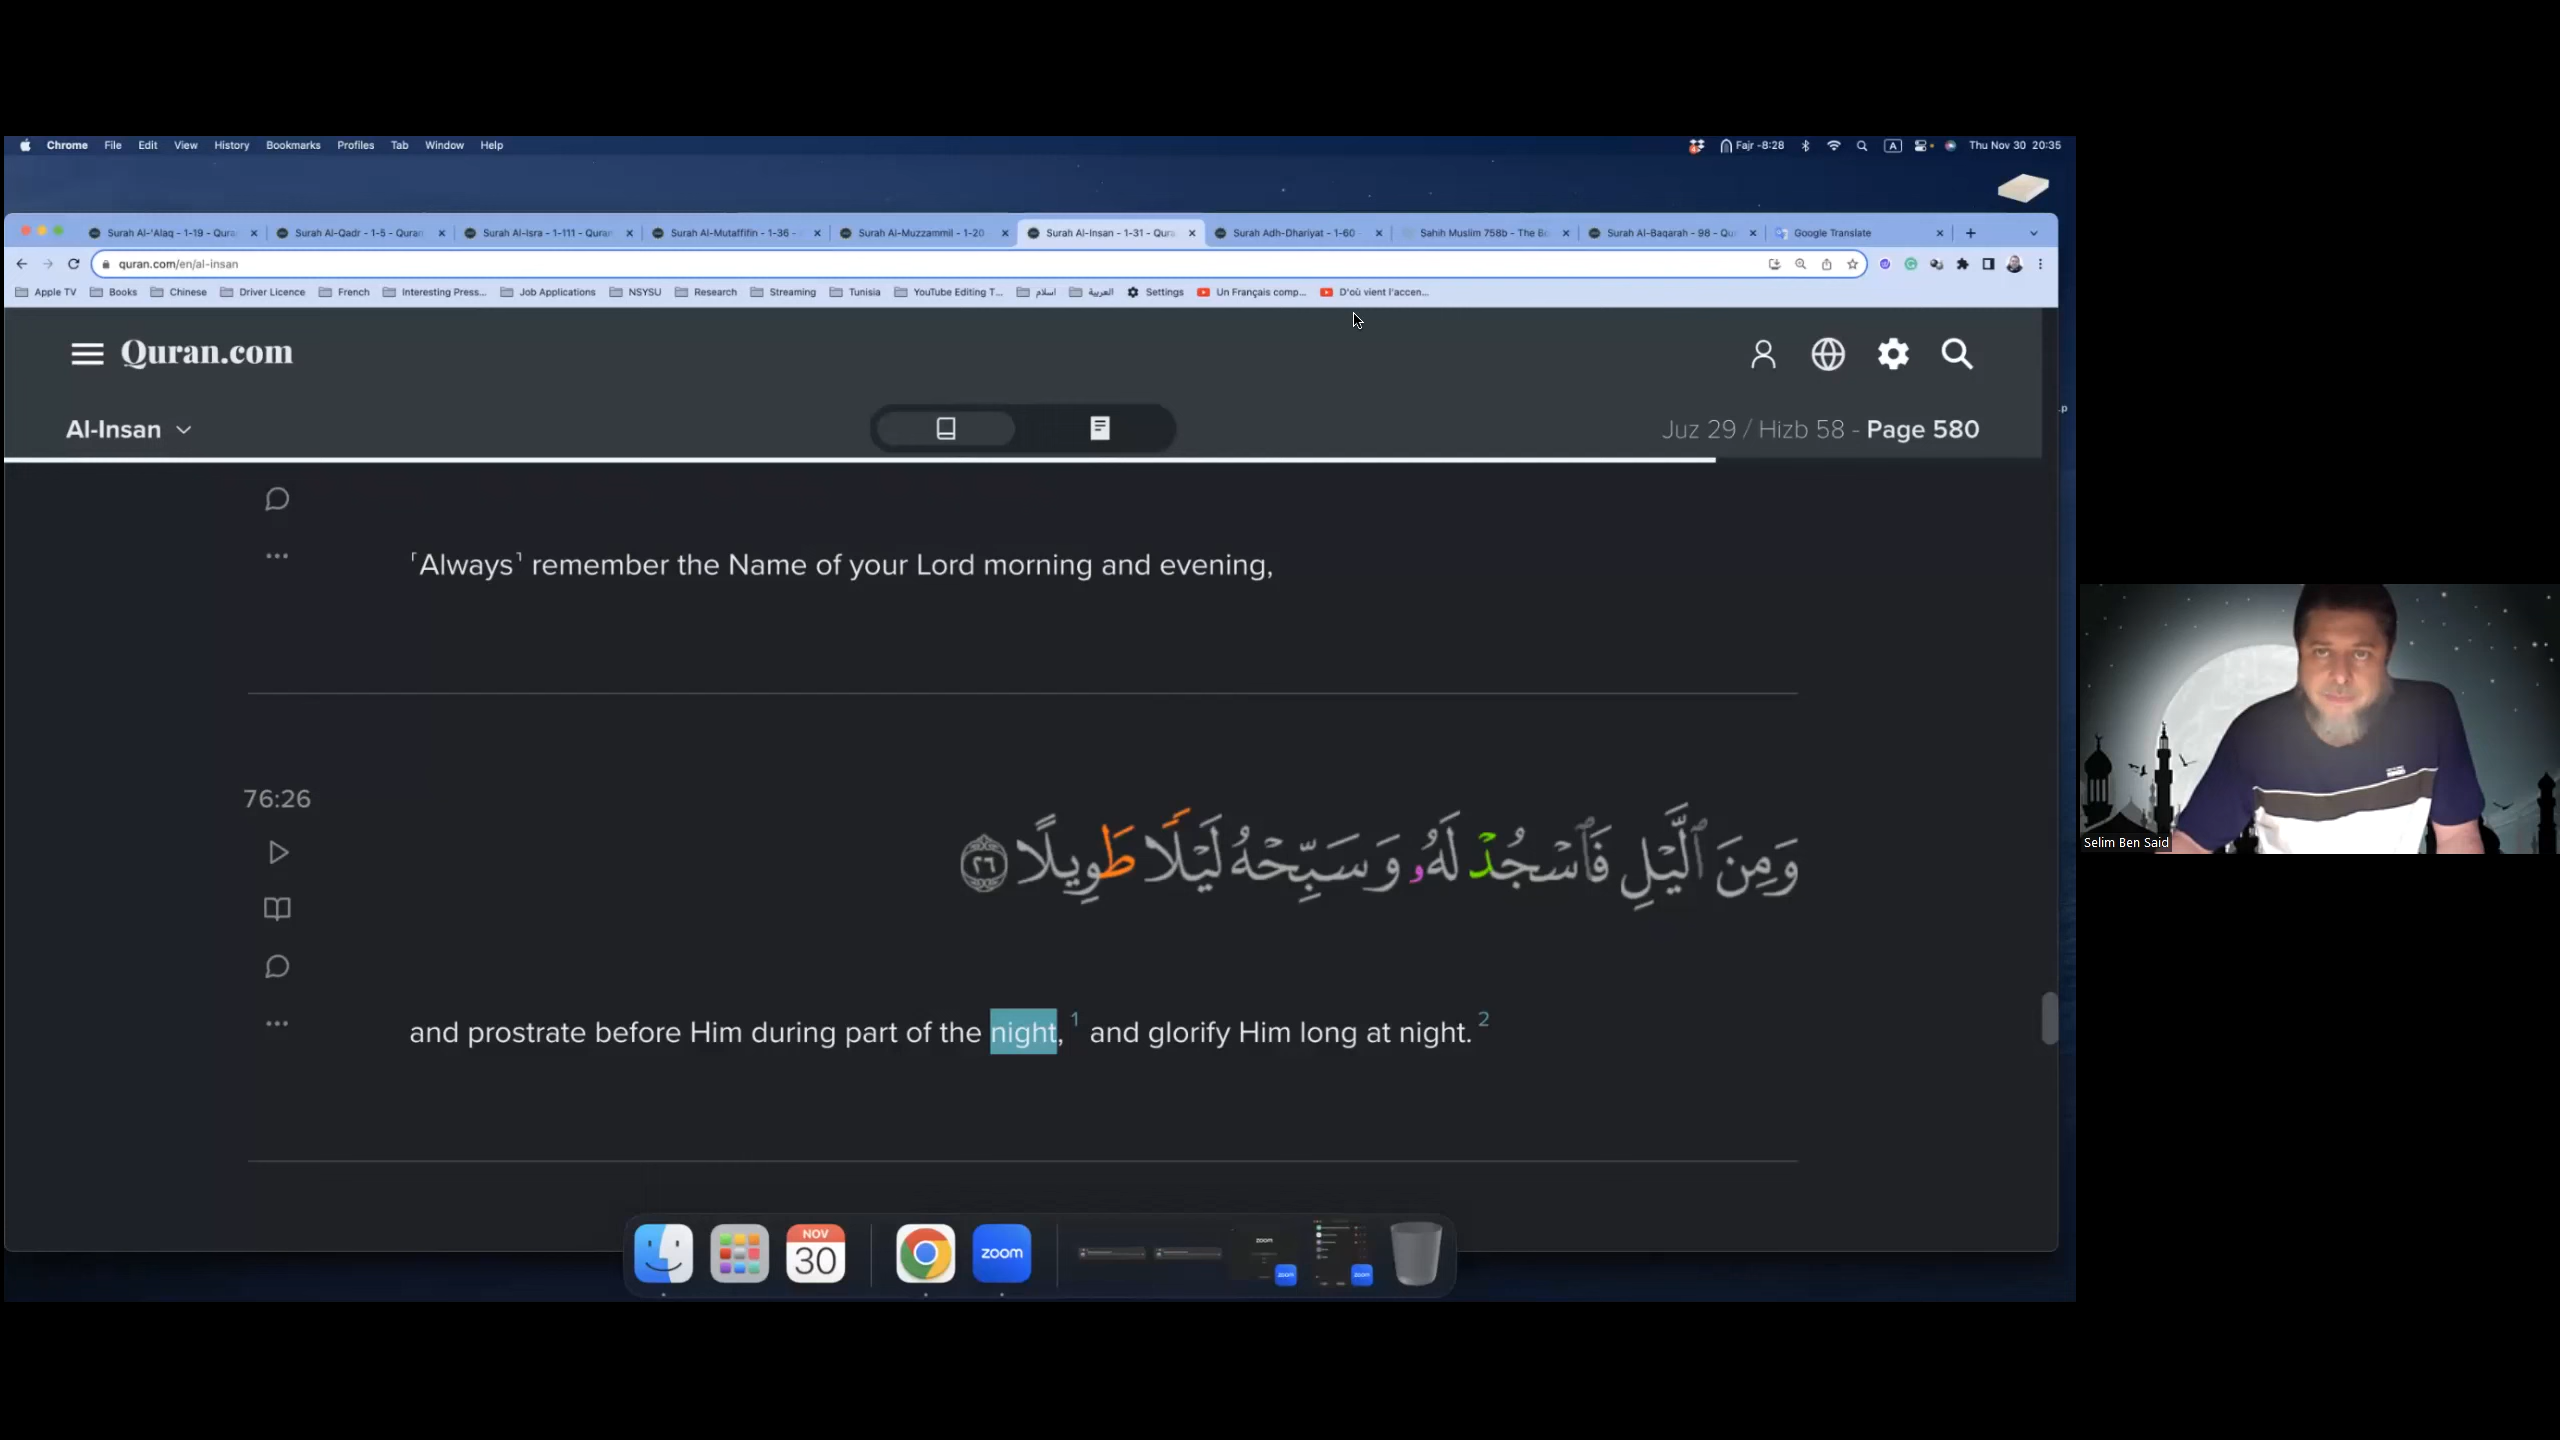 Chrome File Edit View History Bookmarks Profiles Tab Window Help
Fajr -8:28 A Thu Nov 30 20:35
Surah Al-'Alaq - 1-19 - Qura
Surah Al-Qadr - 1-5 - Quran
Surah Al-Isra - 1-111 - Quran
Surah Al-Mutaffifin - 1-36 -
Surah Al-Muzzammil - 1-20
Surah Al-Insan - 1-31 - Qura
Surah Adh-Dhariyat - 1-60
Sahih Muslim 758b - The B
Surah Al-Baqarah - 98 - Qu
Google Translate
quran.com/en/al-insan
Apple TV Books Chinese Driver Licence French Interesting Press... Job Applications NSYSU Research Streaming Tunisia YouTube Editing T... اسلام العربية Settings Un Français comp... D'où vient l'accen...
Quran.com
Al-Insan
Juz 29 / Hizb 58 - Page 580
.p
⸢Always⸣ remember the Name of your Lord morning and evening,
76:26
وَمِنَ ٱلَّيْلِ فَٱسْجُدْ لَهُۥ وَسَبِّحْهُ لَيْلًا طَوِيلًا ٢٦
and prostrate before Him during part of the night, 1 and glorify Him long at night. 2
Selim Ben Said
NOV
30
zoom
zoom
zoom
zoom